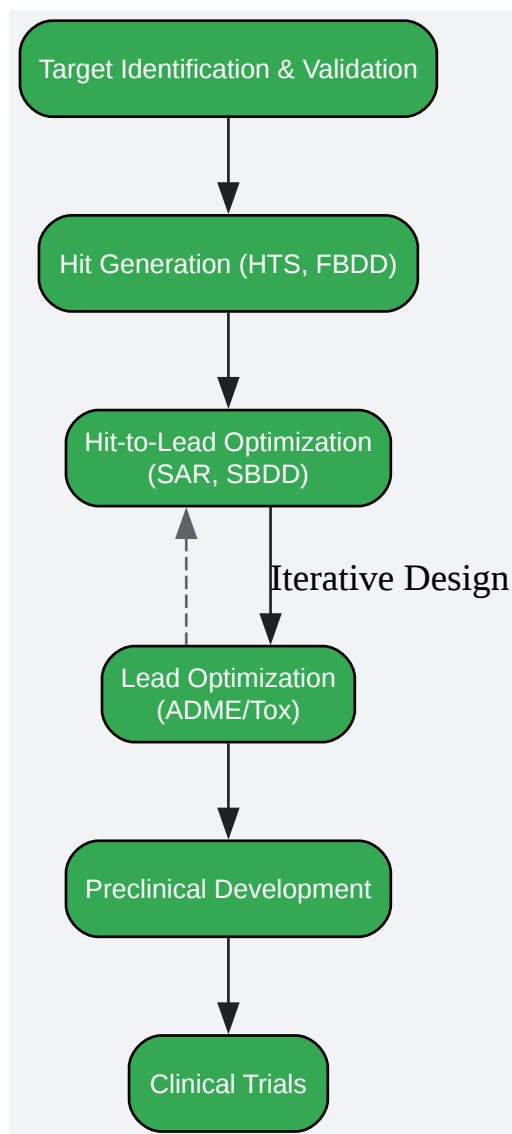 Target Identification & Validation
Hit Generation (HTS, FBDD)
Hit-to-Lead Optimization
(SAR, SBDD)
Iterative Design
Lead Optimization
(ADME/Tox)
Preclinical Development
Clinical Trials